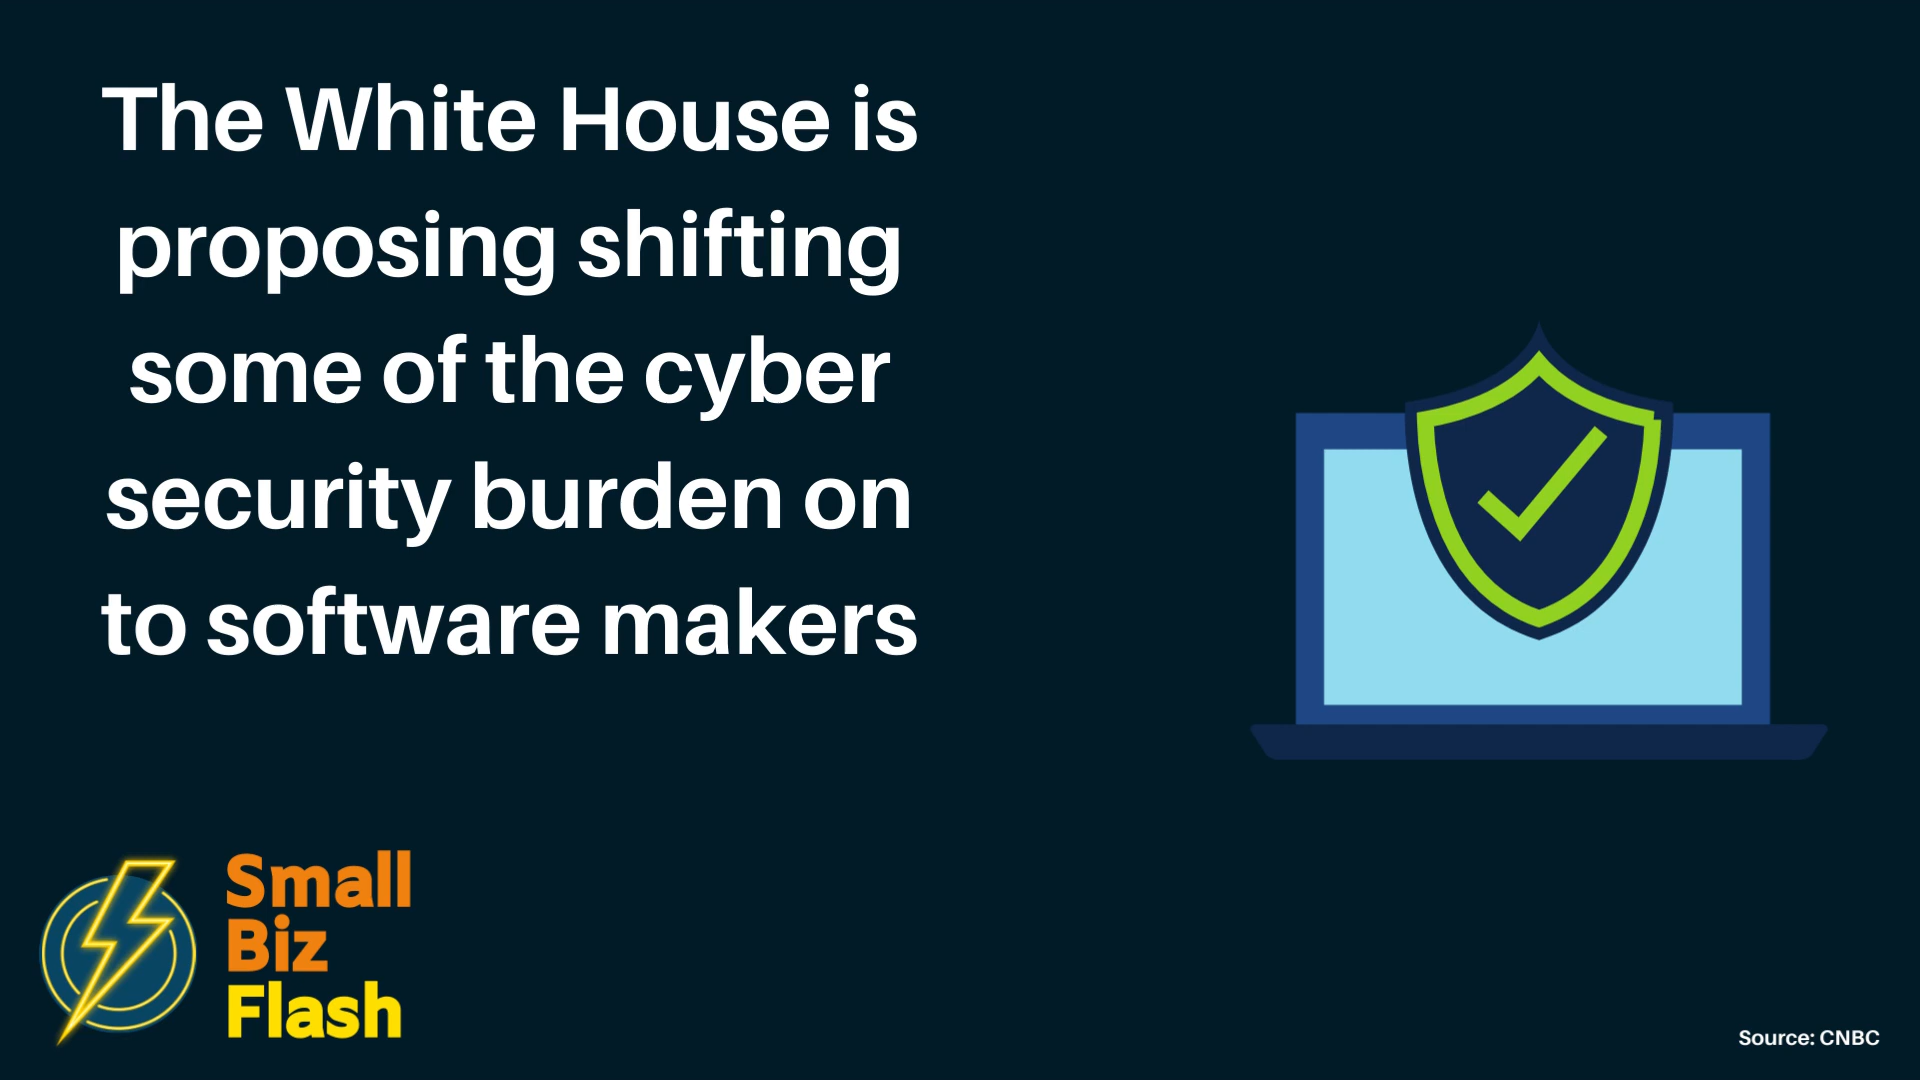 The White House is
proposing shifting
some of the cyber
security burden on
to software makers
Small
Biz
Flash
Source: CNBC